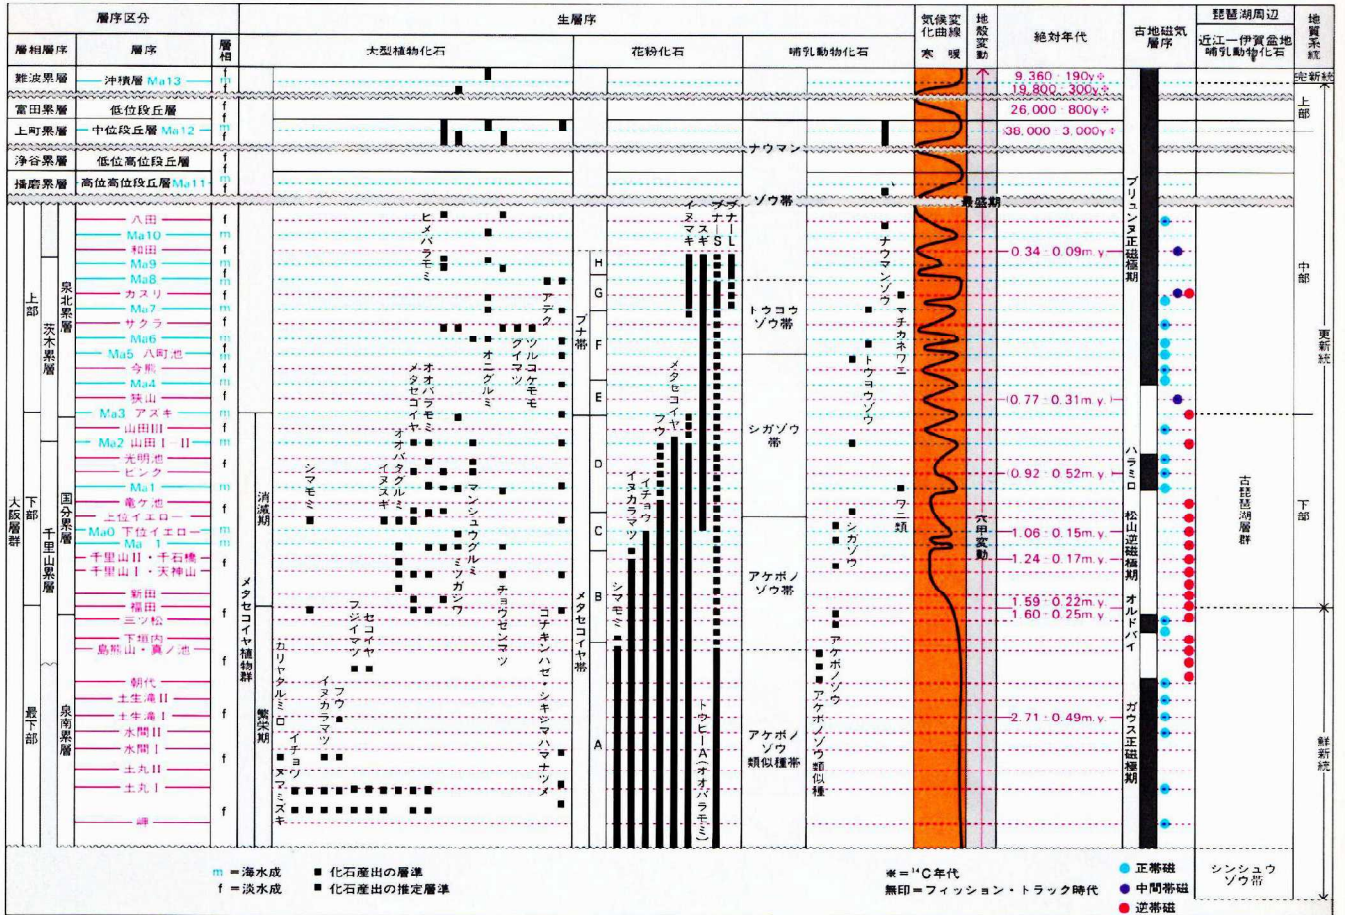 層序区分
生層序
気候変化曲線
寒 暖
地殻変動
絶対年代
古地磁気層序
琵琶湖周辺
近江ー伊賀盆地哺乳動物化石
地質系統
層相層序
層序
層相
大型植物化石
花粉化石
哺乳動物化石
難波累層
沖積層 Ma13
富田累層
低位段丘層
上町累層
中位段丘層 Ma12
浄谷累層
低位高位段丘層
播磨累層
高位高位段丘層Ma11
大阪層群
上部
下部
最下部
泉北累層
茨木累層
国分累層
千里山累層
泉南累層
八田
Ma10
和田
Ma9
Ma8
カスリ
Ma7
サクラ
Ma6
Ma5 八町池
今熊
Ma4
狭山
Ma3 アズキ
山田III
Ma2 山田I-II
光明池
ピンク
Ma1
竜ケ池
上位イエロー
Ma0 下位イエロー
Ma 1
千里山II・千石橋
千里山I・天神山
新田
福田
三ツ松
下垣内
島熊山・真ノ池
朝代
土生滝II
土生滝I
水間II
水間I
土丸II
土丸I
岬
メタセコイヤ植物群
消滅期
繁栄期
カリヤクルミ
イチョウ
ヌマミズキ
シマモミ
イヌカラマツ
フウ
フジイマツ
セコイヤ
イヌスギ
オオバタグルミ
メタセコイヤ
オオバラモミ
ヒメバラモミ
ミツガシワ
マンシュウグルミ
オニグルミ
チョウセンマツ
グイマツ
ツルコケモモ
アデク
コナキンハゼ・シキシマハマナツメ
ブナ帯
メタセコイヤ帯
H
G
F
E
D
C
B
A
シマモミ
イヌカラマツ
イチョウ
フウ
メタセコイヤ
イヌマキ
スギ
ブナーS
ブナーL
トウヒーA(オオバラモミ)
ナウマンゾウ帯
トウヨウゾウ帯
シガゾウ帯
アケボノゾウ帯
アケボノゾウ類似種帯
ナウマンゾウ
マチカネワニ
トウヨウゾウ
ワニ類
シガゾウ
アケボノゾウ
アケボノゾウ類似種
最盛期
六甲変動
9,360 190y※
19,800 300y※
26,000 800y※
38,000 3,000y※
0.34 0.09m.y.
(0.77 0.31m.y.)
(0.92 0.52m.y.)
1.06 0.15m.y.
1.24 0.17m.y.
1.59 0.22m.y.
1.60 0.25m.y.
2.71 0.49m.y.
ブリュンヌ正磁極期
ハラミロ
松山逆磁極期
オルドバイ
ガウス正磁極期
古琵琶湖層群
シンシュウゾウ帯
完新統
上部
中部
下部
更新統
鮮新統
m =海水成
f =淡水成
■ 化石産出の層準
■ 化石産出の推定層準
※=¹⁴C年代
無印=フィッション・トラック時代
正帯磁
中間帯磁
逆帯磁